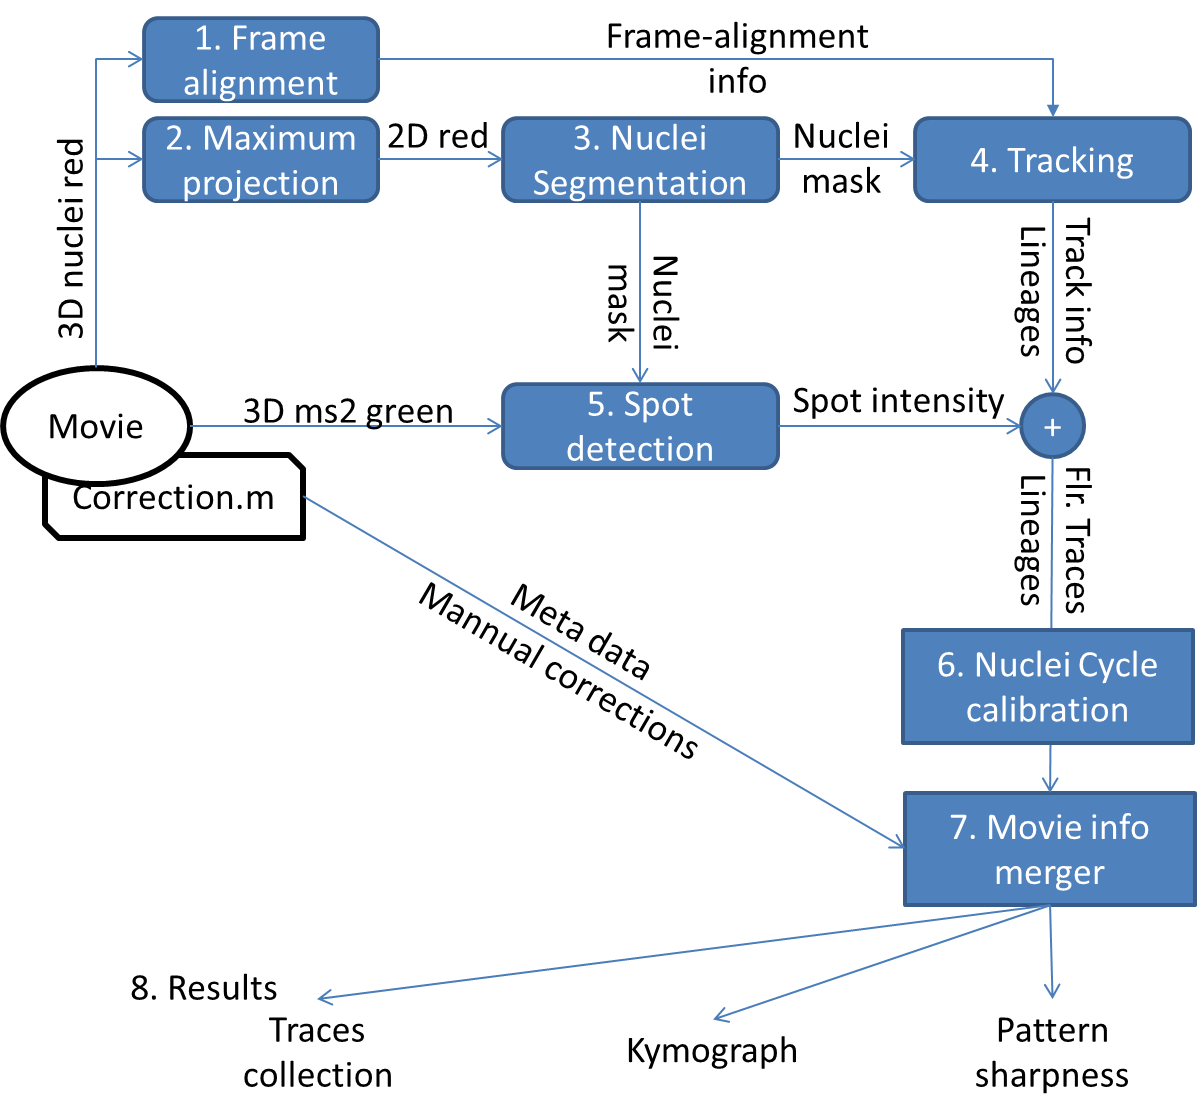 1. Frame
alignment
Frame-alignment
info
2. Maximum
projection
2D red
3. Nuclei
Segmentation
Nuclei
mask
4. Tracking
3D nuclei red
Nuclei
mask
Track info
Lineages
Movie
3D ms2 green
5. Spot
detection
Spot intensity
+
Correction.m
Flr. Traces
Lineages
Meta data
Mannual corrections
6. Nuclei Cycle
calibration
7. Movie info
merger
8. Results
Traces
collection
Kymograph
Pattern
sharpness